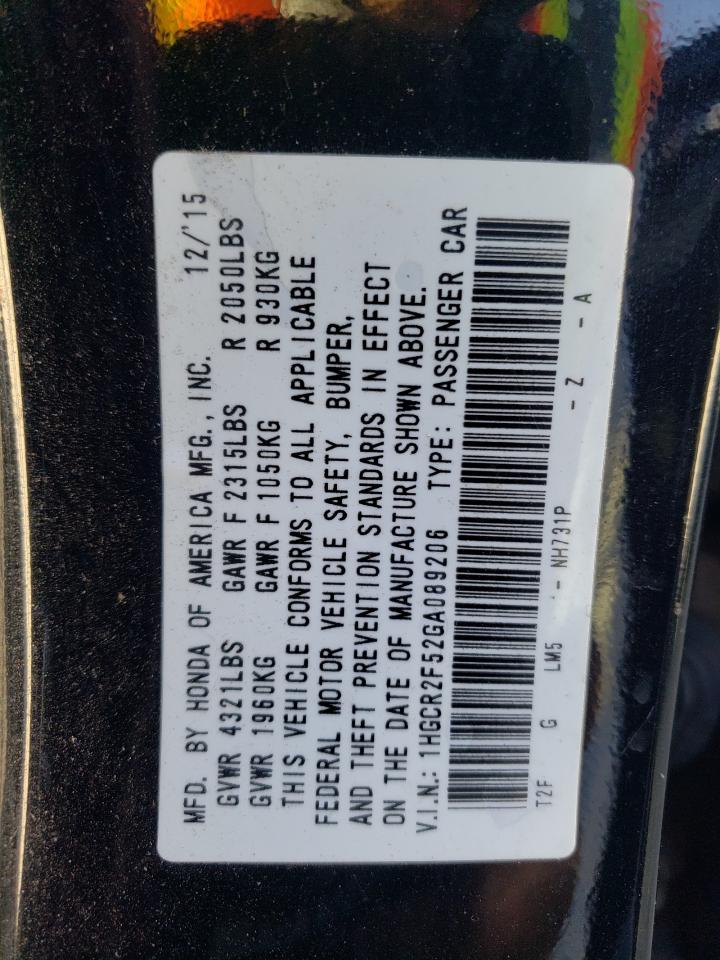 MFD. BY HONDA OF AMERICA MFG., INC. 12/'15
GVWR 4321LBS GAWR F 2315LBS R 2050LBS
GVWR 1960KG GAWR F 1050KG R 930KG
THIS VEHICLE CONFORMS TO ALL APPLICABLE
FEDERAL MOTOR VEHICLE SAFETY, BUMPER,
AND THEFT PREVENTION STANDARDS IN EFFECT
ON THE DATE OF MANUFACTURE SHOWN ABOVE.
V.I.N.: 1HGCR2F52GA089206 TYPE: PASSENGER CAR
T2F G LM5 - NH731P - Z - A